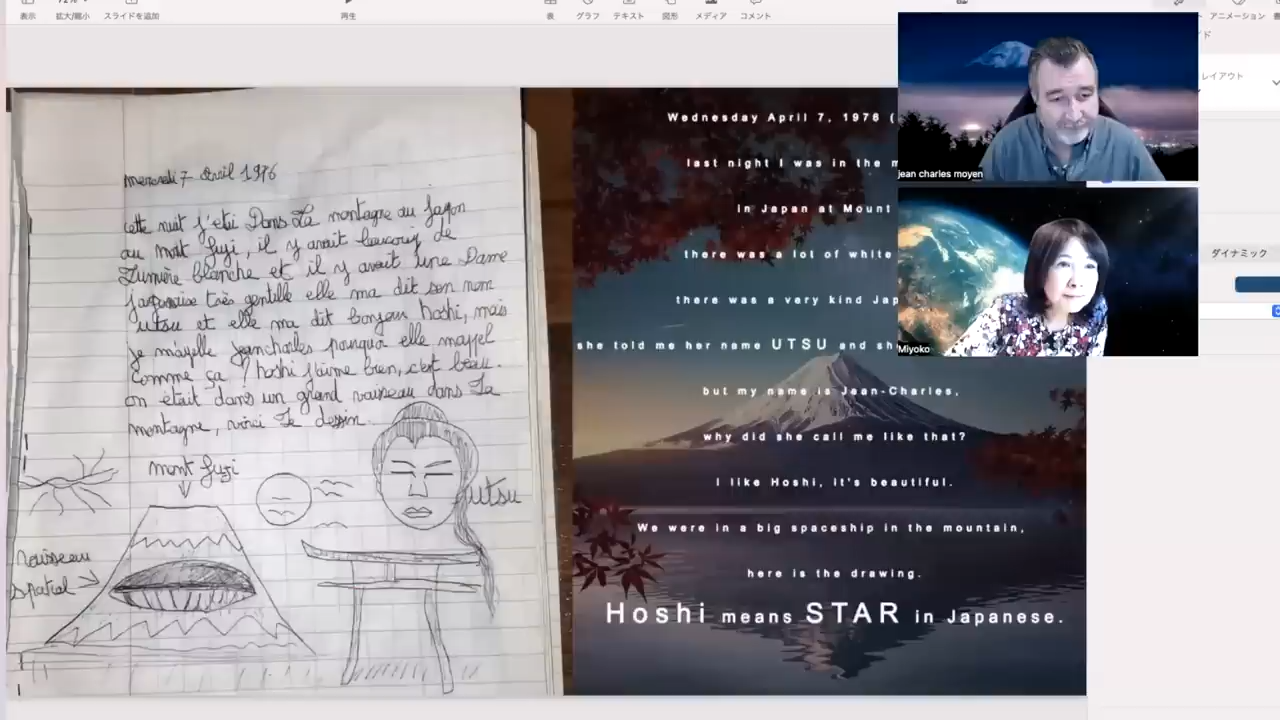 表示
拡大/縮小
スライドを追加
再生
表
グラフ
テキスト
図形
メディア
コメント
アニメーション
レイアウト
ダイナミック
jean charles moyen
Miyoko
mercredi 7 Avril 1976
cette nuit j'etai Dans La montagne au Japon
au mont fuji, il y avait beaucoup de
Lumière blanche et il y avait une Dame
japonaise très gentille elle ma dit son nom
utsu et elle ma dit bonjour hoshi, mais
je m'apelle jeancharles pourquoi elle m'appel
comme ça ? hoshi j'aime bien, c'est beau.
on était dans un grand vaisseau dans La
montagne, voici Le dessin.
mont fuji
utsu
vaisseau
spatial
Wednesday April 7, 1976 (
last night I was in the m
in Japan at Mount
there was a lot of white
there was a very kind Jap
she told me her name UTSU and sh
but my name is Jean-Charles,
why did she call me like that?
I like Hoshi, it's beautiful.
We were in a big spaceship in the mountain,
here is the drawing.
Hoshi means STAR in Japanese.